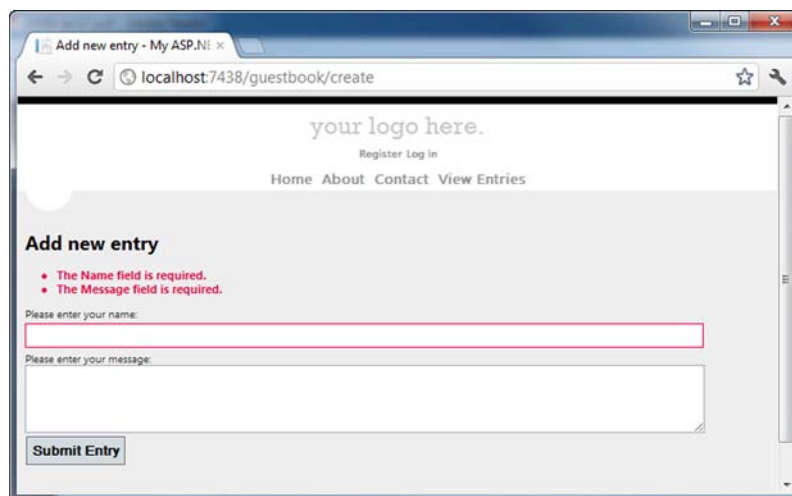 Add new entry - My ASP.NE
localhost:7438/guestbook/create
your logo here.
Register Log in
Home About Contact View Entries
Add new entry
The Name field is required.
The Message field is required.
Please enter your name:
Please enter your message:
Submit Entry